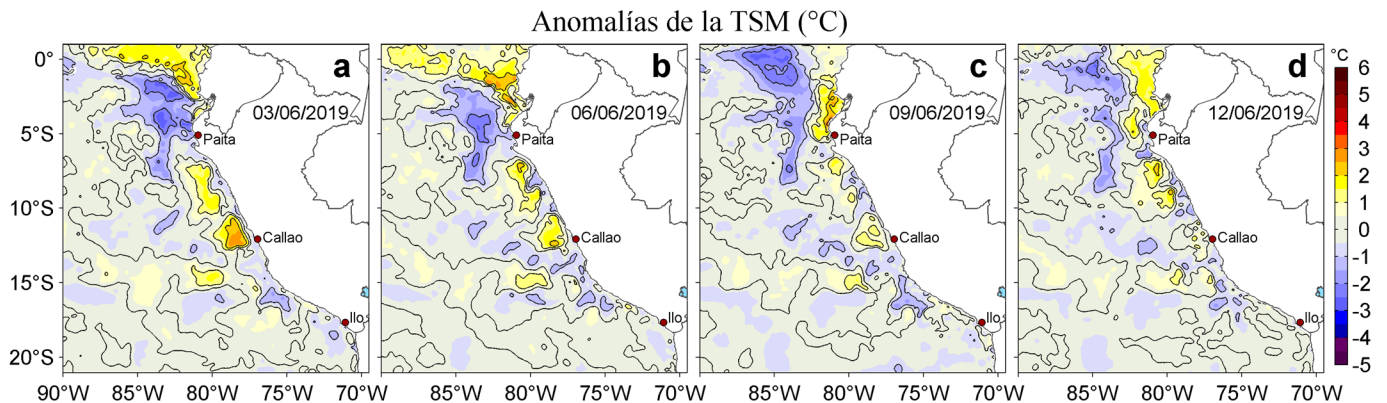 Anomalías de la TSM (°C)
a
03/06/2019
Paita
Callao
Ilo
b
06/06/2019
Paita
Callao
Ilo
c
09/06/2019
Paita
Callao
Ilo
d
12/06/2019
Paita
Callao
Ilo
0°
5°S
10°S
15°S
20°S
90°W 85°W 80°W 75°W 70°W
85°W 80°W 75°W 70°W
85°W 80°W 75°W 70°W
85°W 80°W 75°W 70°W
°C
6
5
4
3
2
1
0
-1
-2
-3
-4
-5